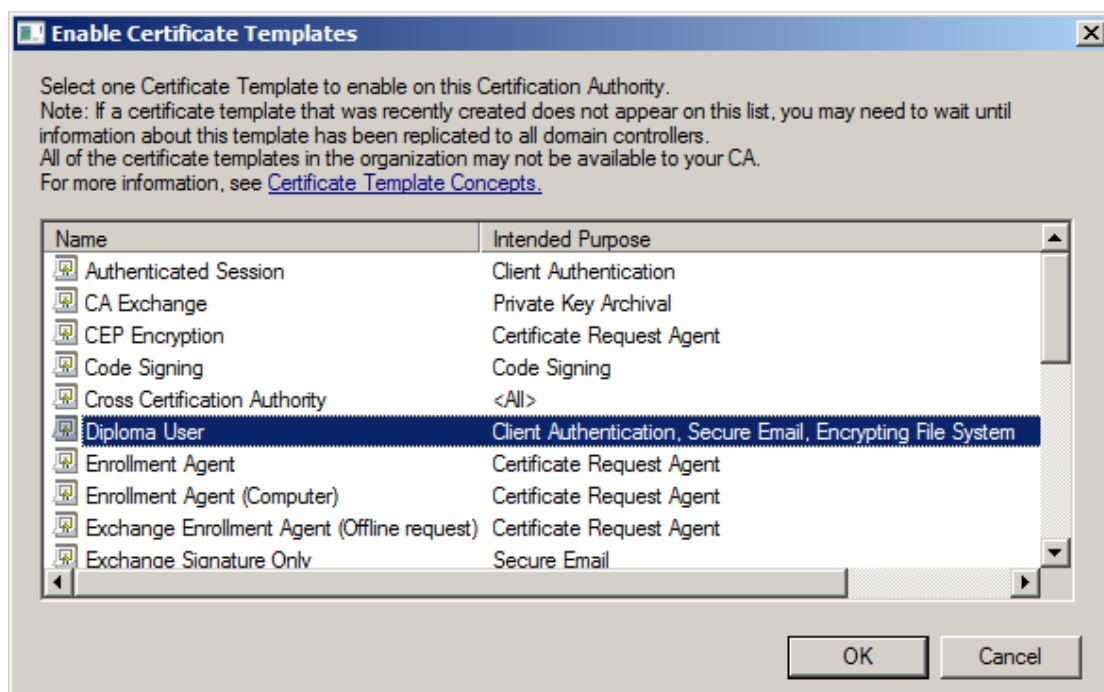 Enable Certificate Templates
Select one Certificate Template to enable on this Certification Authority.
Note: If a certificate template that was recently created does not appear on this list, you may need to wait until
information about this template has been replicated to all domain controllers.
All of the certificate templates in the organization may not be available to your CA.
For more information, see Certificate Template Concepts.
Name Intended Purpose
Authenticated Session Client Authentication
CA Exchange Private Key Archival
CEP Encryption Certificate Request Agent
Code Signing Code Signing
Cross Certification Authority <All>
Diploma User Client Authentication, Secure Email, Encrypting File System
Enrollment Agent Certificate Request Agent
Enrollment Agent (Computer) Certificate Request Agent
Exchange Enrollment Agent (Offline request) Certificate Request Agent
Exchange Signature Only Secure Email
OK Cancel